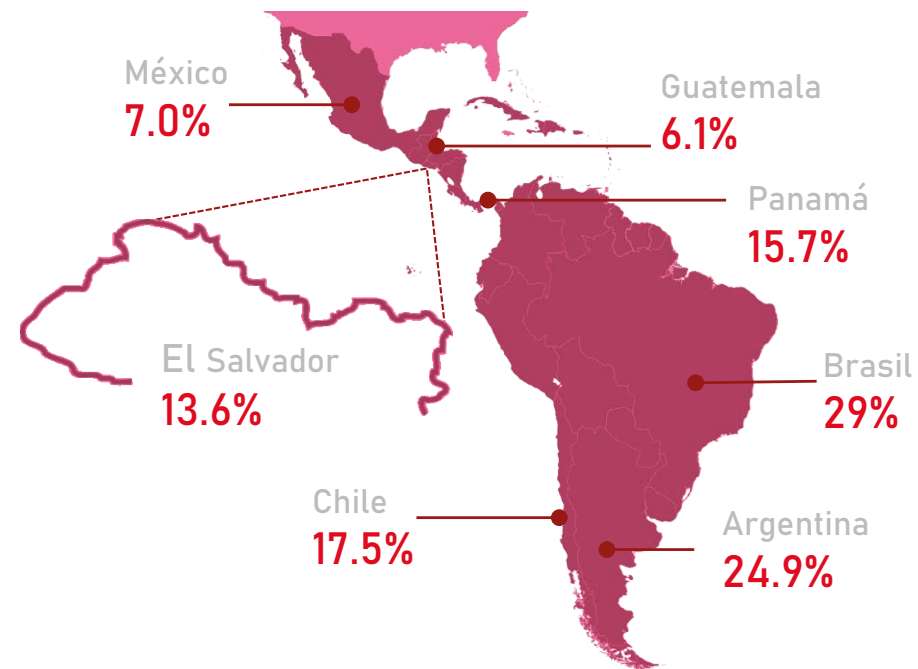 México
7.0%
Guatemala
6.1%
Panamá
15.7%
El Salvador
13.6%
Brasil
29%
Chile
17.5%
Argentina
24.9%